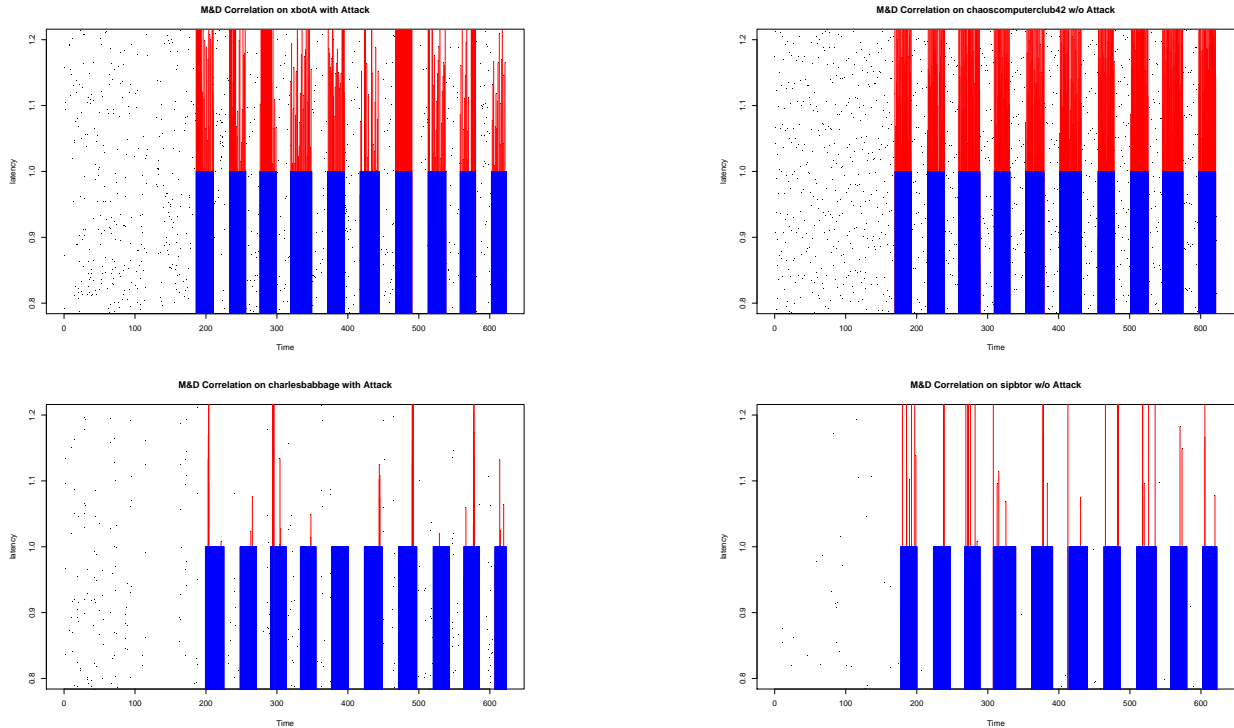 M&D Correlation on xbotA with Attack
latency
0.8 0.9 1.0 1.1 1.2
0 100 200 300 400 500 600
Time
M&D Correlation on chaoscomputerclub42 w/o Attack
latency
0.8 0.9 1.0 1.1 1.2
0 100 200 300 400 500 600
Time
M&D Correlation on charlesbabbage with Attack
latency
0.8 0.9 1.0 1.1 1.2
0 100 200 300 400 500 600
Time
M&D Correlation on sipbtor w/o Attack
latency
0.8 0.9 1.0 1.1 1.2
0 100 200 300 400 500 600
Time